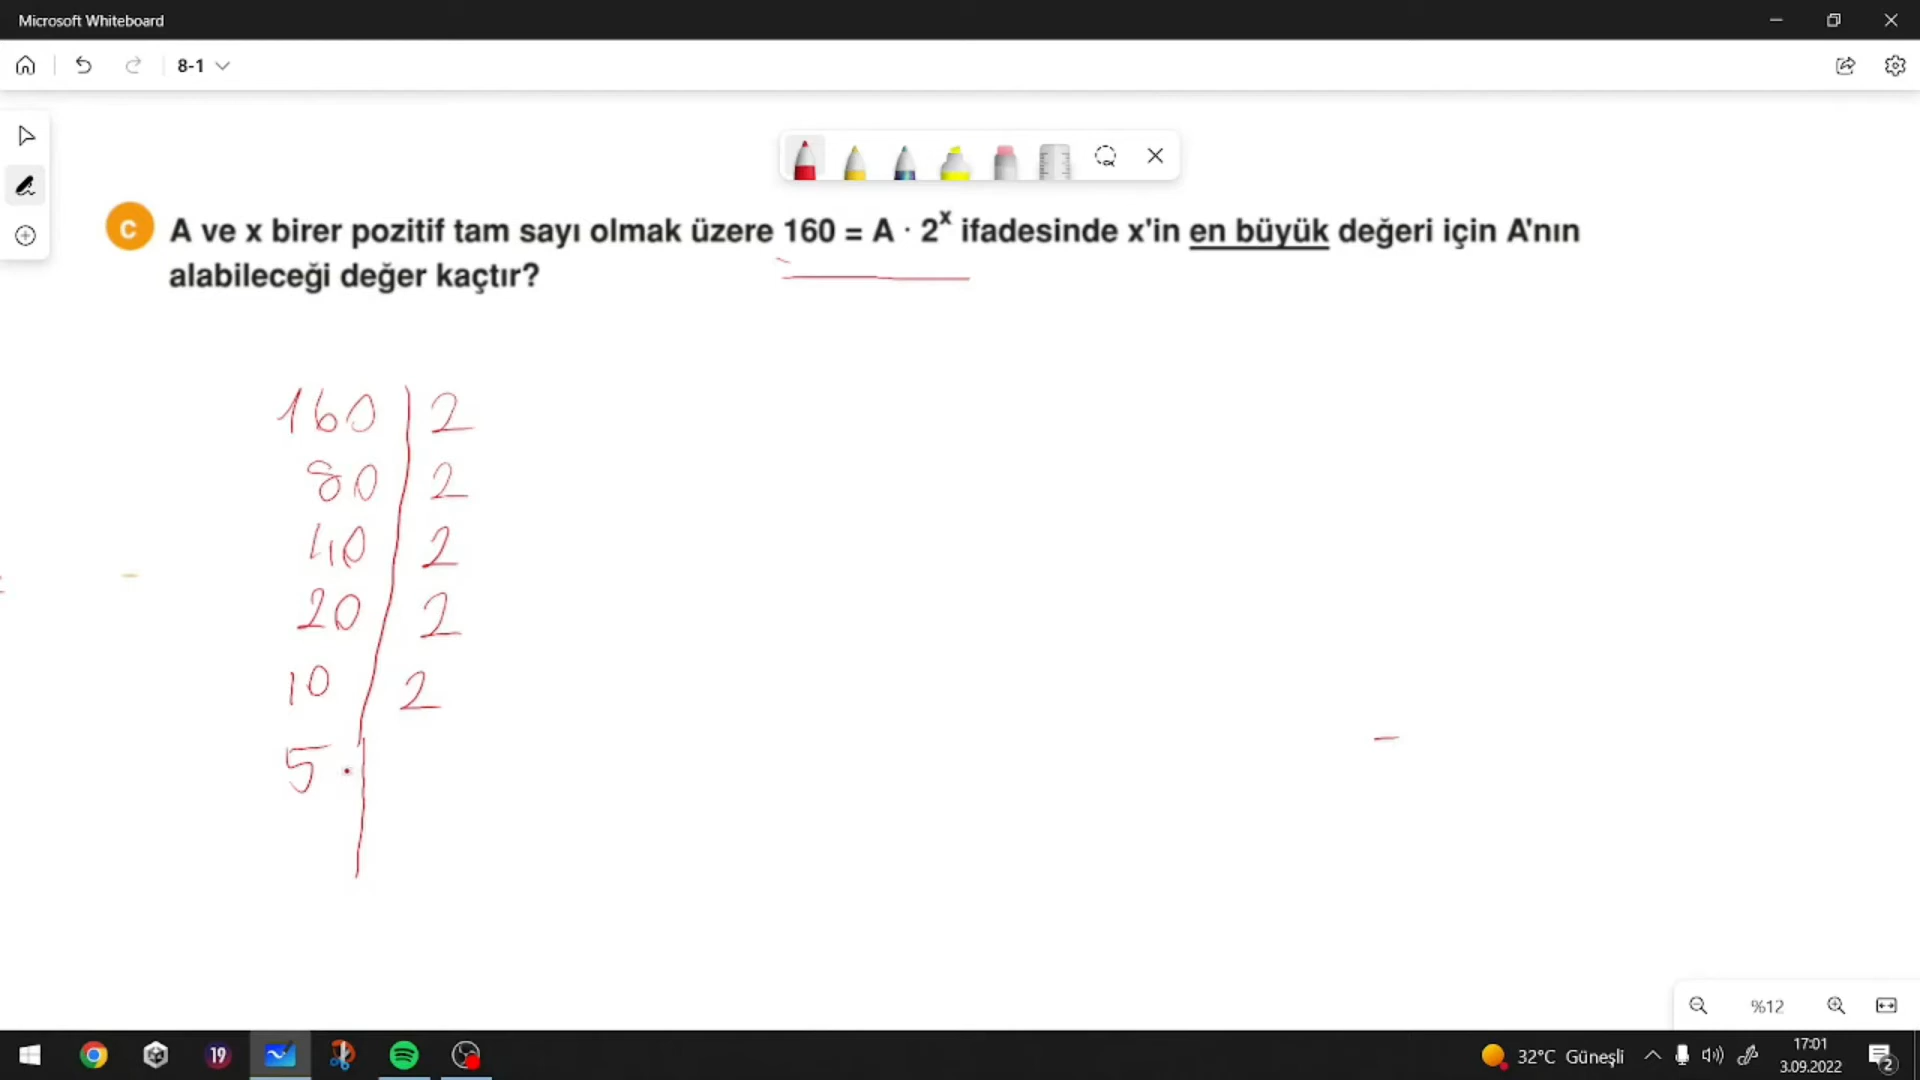 Microsoft Whiteboard
8-1
C A ve x birer pozitif tam sayı olmak üzere 160 = A · 2ˣ ifadesinde x'in en büyük değeri için A'nın
alabileceği değer kaçtır?
160 | 2
80 | 2
40 | 2
20 | 2
10 | 2
5 ·
%12
19
32°C Güneşli
17:01
3.09.2022
2